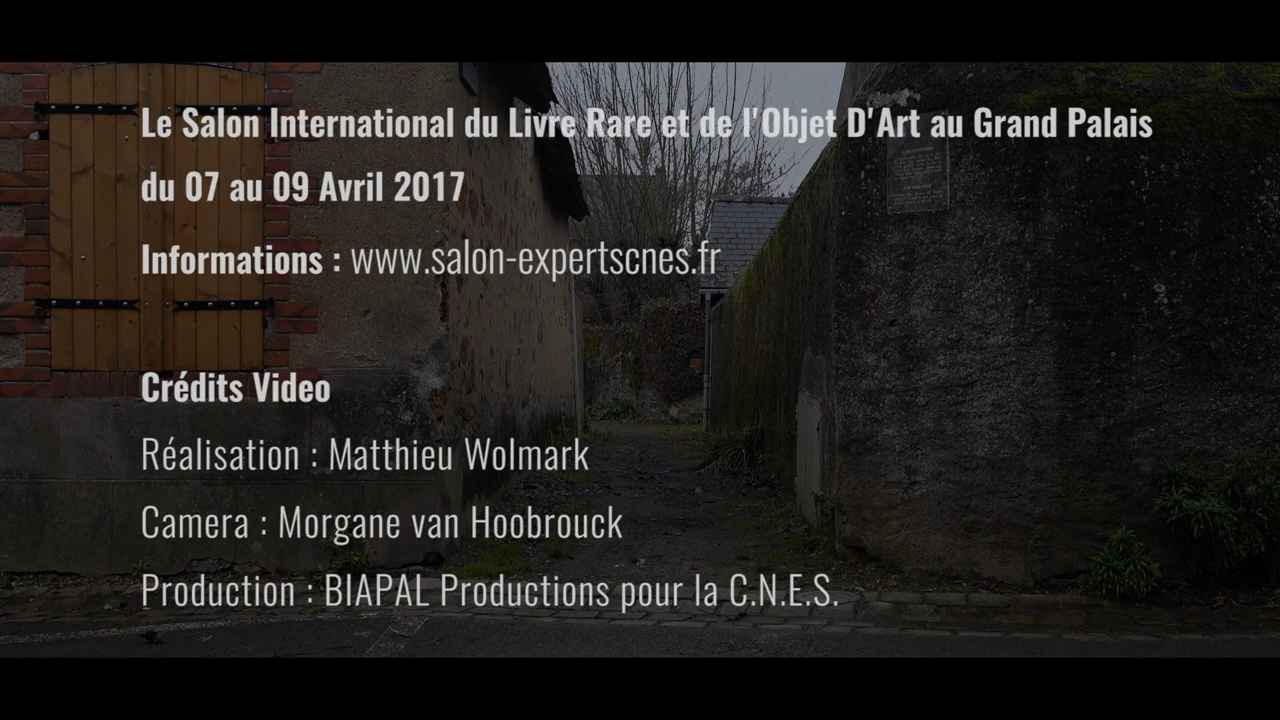 Le Salon International du Livre Rare et de l'Objet D'Art au Grand Palais
du 07 au 09 Avril 2017
Informations : www.salon-expertscnes.fr
Crédits Video
Réalisation : Matthieu Wolmark
Camera : Morgane van Hoobrouck
Production : BIAPAL Productions pour la C.N.E.S.